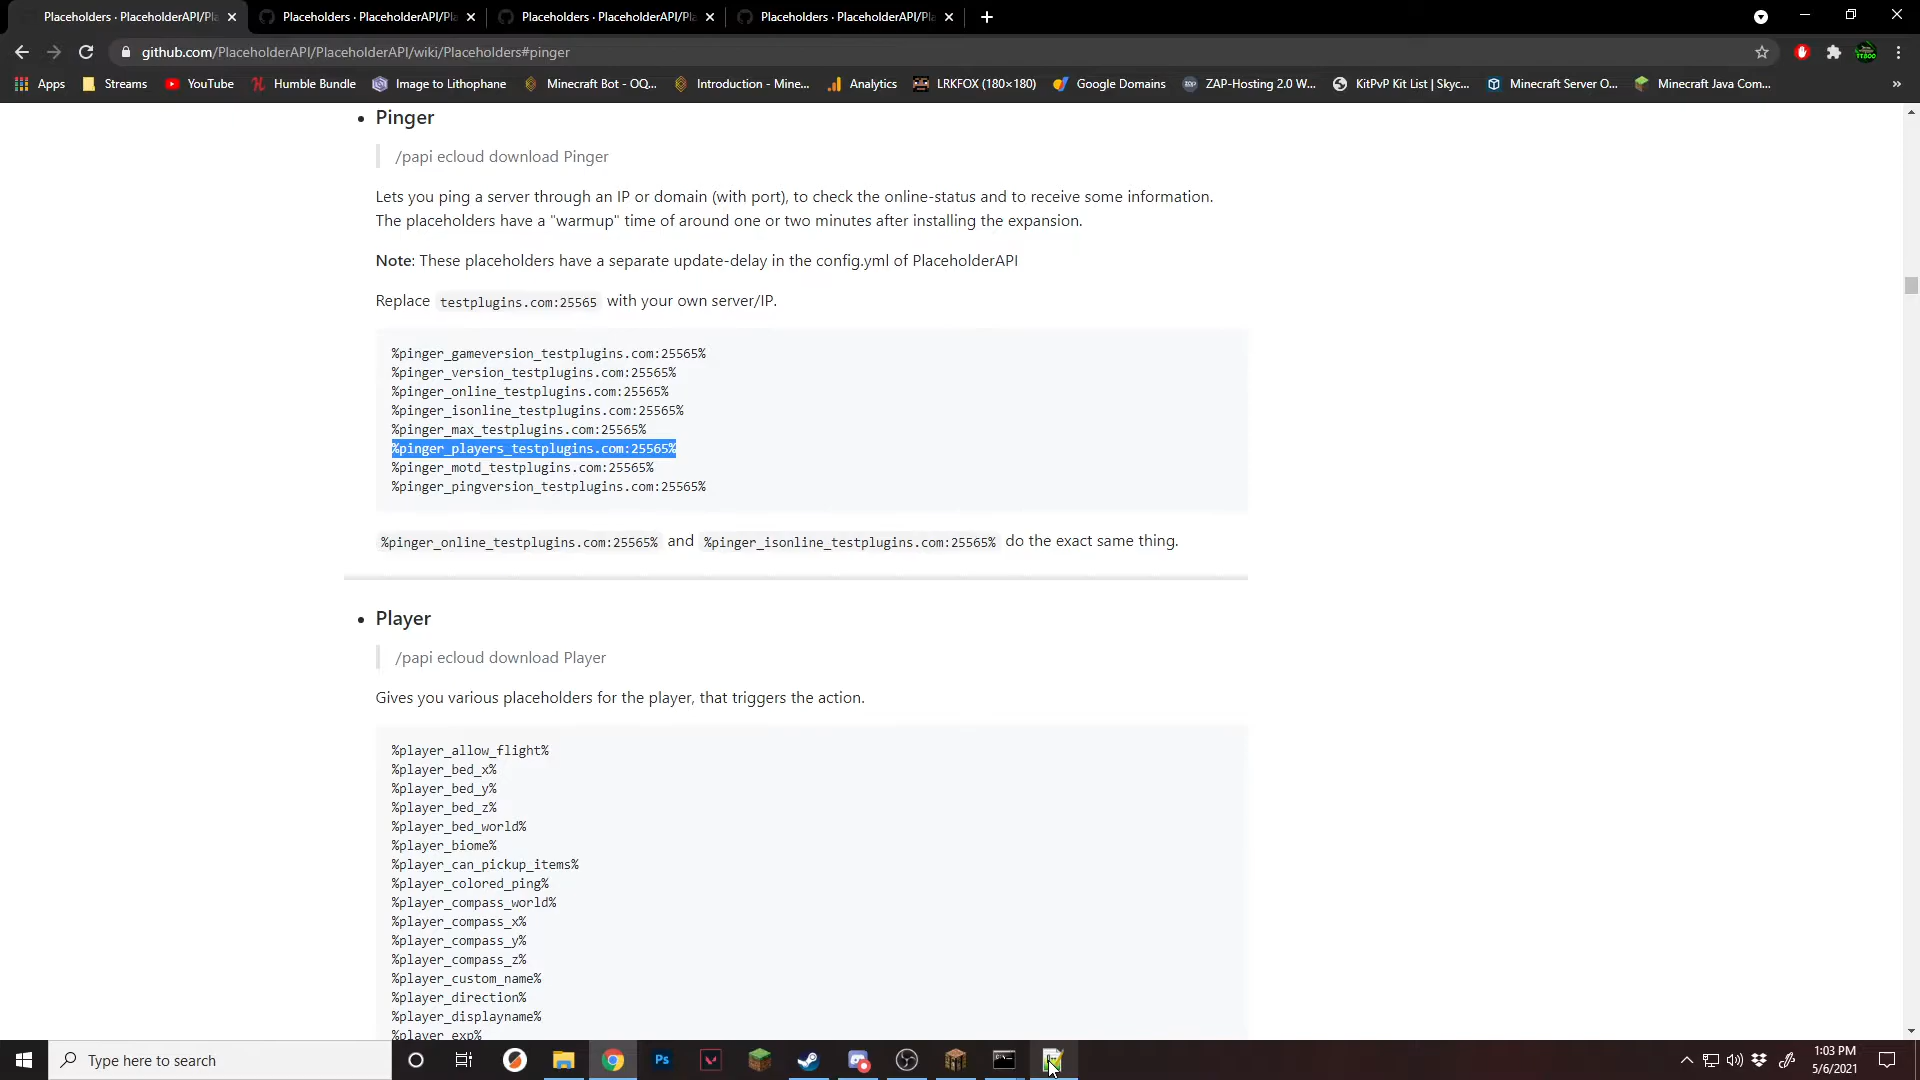 Placeholders · PlaceholderAPI/Pla
Placeholders · PlaceholderAPI/Pla
Placeholders · PlaceholderAPI/Pla
Placeholders · PlaceholderAPI/Pla
github.com/PlaceholderAPI/PlaceholderAPI/wiki/Placeholders#pinger
Apps
Streams
YouTube
Humble Bundle
Image to Lithophane
Minecraft Bot - OQ...
Introduction - Mine...
Analytics
LRKFOX (180×180)
Google Domains
ZAP-Hosting 2.0 W...
KitPvP Kit List | Skyc...
Minecraft Server O...
Minecraft Java Com...
»
• Pinger
/papi ecloud download Pinger
Lets you ping a server through an IP or domain (with port), to check the online-status and to receive some information.
The placeholders have a "warmup" time of around one or two minutes after installing the expansion.
Note: These placeholders have a separate update-delay in the config.yml of PlaceholderAPI
Replace testplugins.com:25565 with your own server/IP.
%pinger_gameversion_testplugins.com:25565%
%pinger_version_testplugins.com:25565%
%pinger_online_testplugins.com:25565%
%pinger_isonline_testplugins.com:25565%
%pinger_max_testplugins.com:25565%
%pinger_players_testplugins.com:25565%
%pinger_motd_testplugins.com:25565%
%pinger_pingversion_testplugins.com:25565%
%pinger_online_testplugins.com:25565% and %pinger_isonline_testplugins.com:25565% do the exact same thing.
• Player
/papi ecloud download Player
Gives you various placeholders for the player, that triggers the action.
%player_allow_flight%
%player_bed_x%
%player_bed_y%
%player_bed_z%
%player_bed_world%
%player_biome%
%player_can_pickup_items%
%player_colored_ping%
%player_compass_world%
%player_compass_x%
%player_compass_y%
%player_compass_z%
%player_custom_name%
%player_direction%
%player_displayname%
%player_exp%
Type here to search
Ps
1:03 PM
5/6/2021